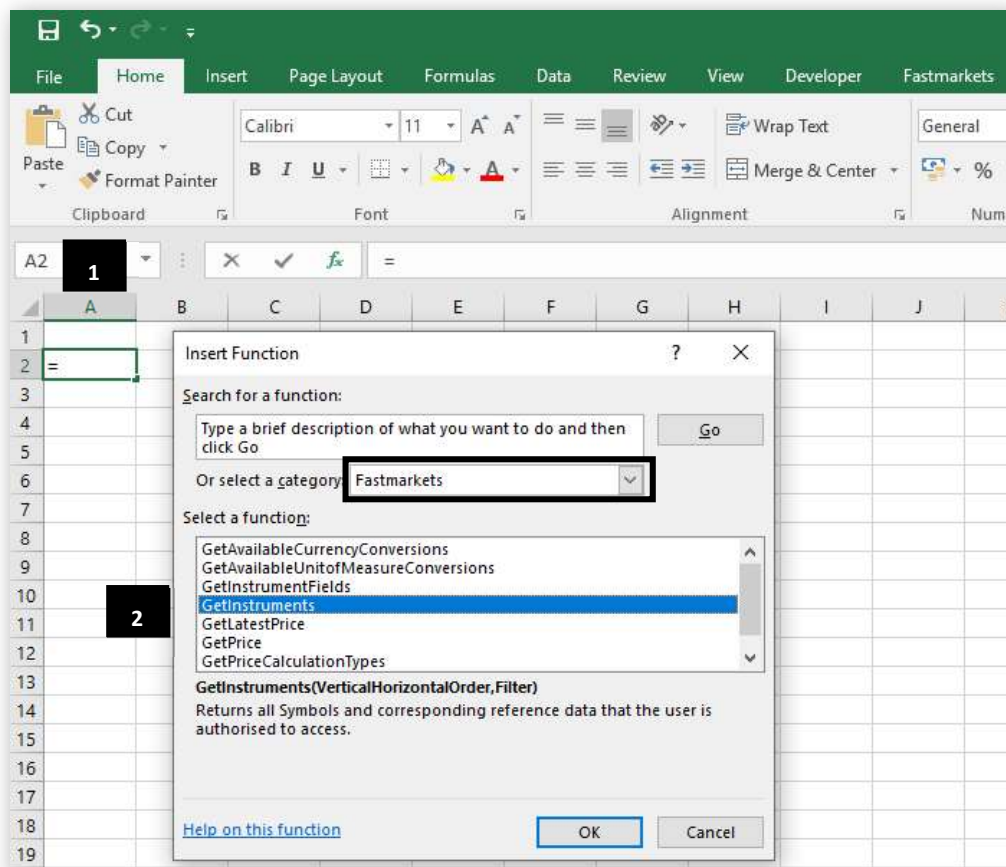 File Home Insert Page Layout Formulas Data Review View Developer Fastmarkets
Paste
Cut
Copy
Format Painter
Clipboard
Calibri 11 A A
B I U A
Font
Wrap Text
Merge & Center
Alignment
General
%
Num
A2 1 fx =
A B C D E F G H I J
1
2 =
3
4
5
6
7
8
9
10
11
12
13
14
15
16
17
18
19
Insert Function ?
Search for a function:
Type a brief description of what you want to do and then
click Go
Go
Or select a category: Fastmarkets
Select a function:
GetAvailableCurrencyConversions
GetAvailableUnitofMeasureConversions
GetInstrumentFields
GetInstruments
GetLatestPrice
GetPrice
GetPriceCalculationTypes
2
GetInstruments(VerticalHorizontalOrder,Filter)
Returns all Symbols and corresponding reference data that the user is
authorised to access.
Help on this function
OK Cancel